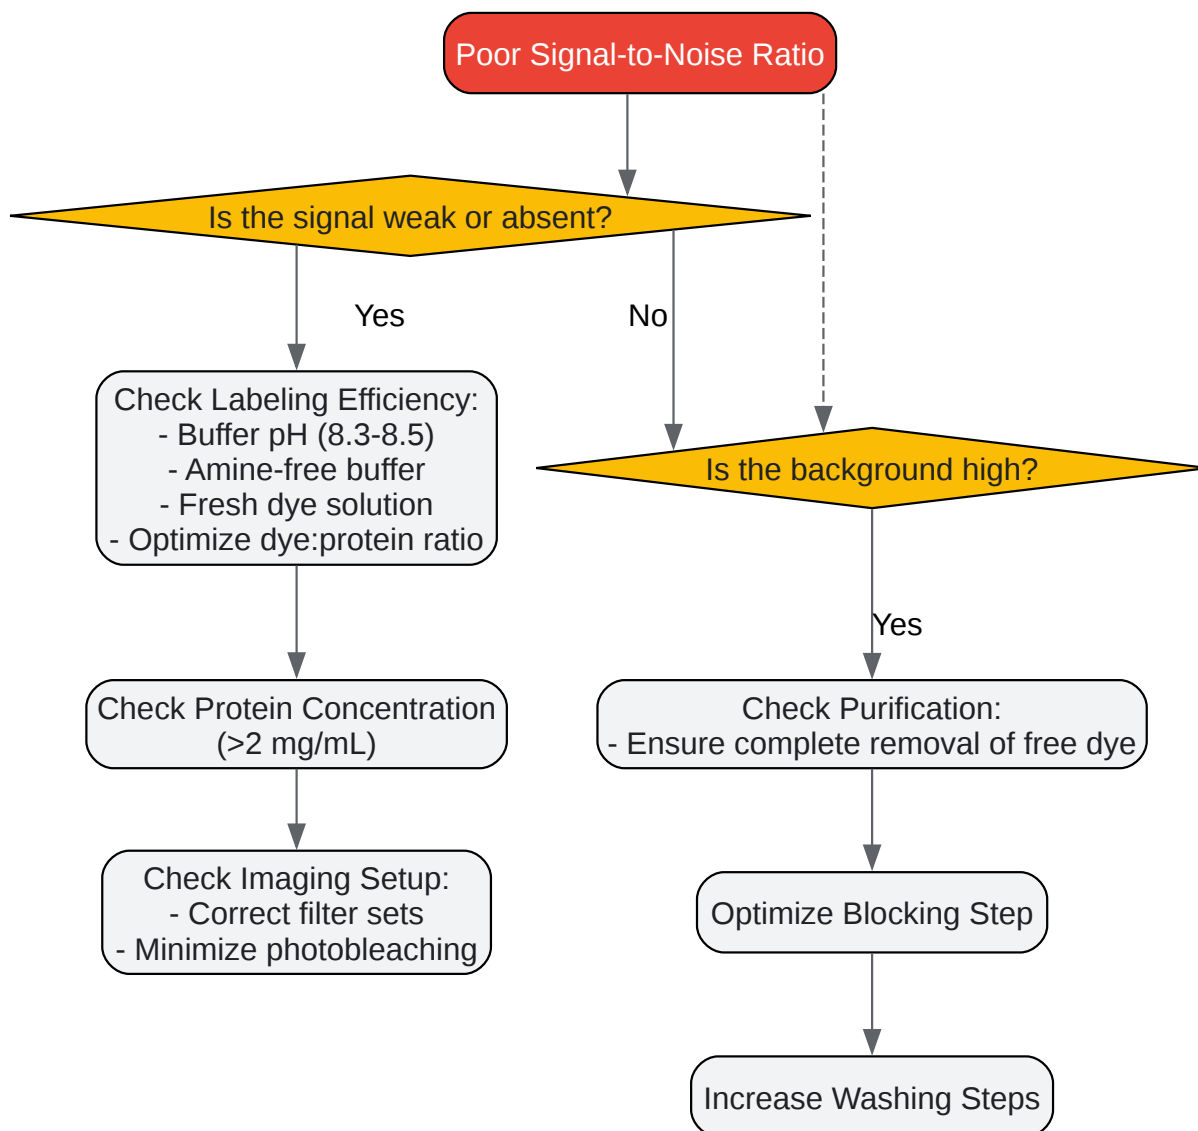 Poor Signal-to-Noise Ratio
Is the signal weak or absent?
Yes
No
Check Labeling Efficiency:
- Buffer pH (8.3-8.5)
- Amine-free buffer
- Fresh dye solution
- Optimize dye:protein ratio
Is the background high?
Yes
Check Protein Concentration
(>2 mg/mL)
Check Purification:
- Ensure complete removal of free dye
Check Imaging Setup:
- Correct filter sets
- Minimize photobleaching
Optimize Blocking Step
Increase Washing Steps